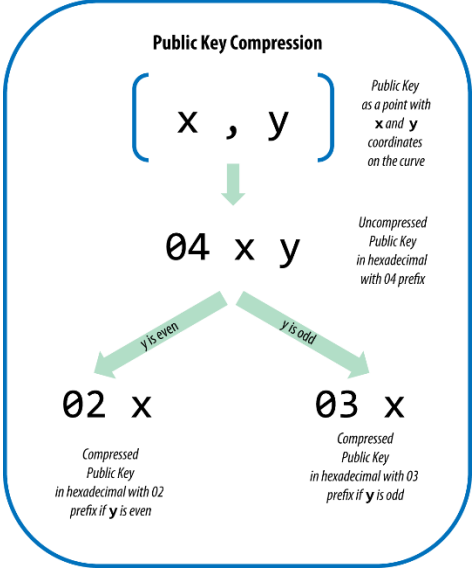 Public Key Compression
x , y
Public Key
as a point with
x and y
coordinates
on the curve
04 x y
Uncompressed
Public Key
in hexadecimal
with 04 prefix
y is even
y is odd
02 x
03 x
Compressed
Public Key
in hexadecimal with 02
prefix if y is even
Compressed
Public Key
in hexadecimal with 03
prefix if y is odd